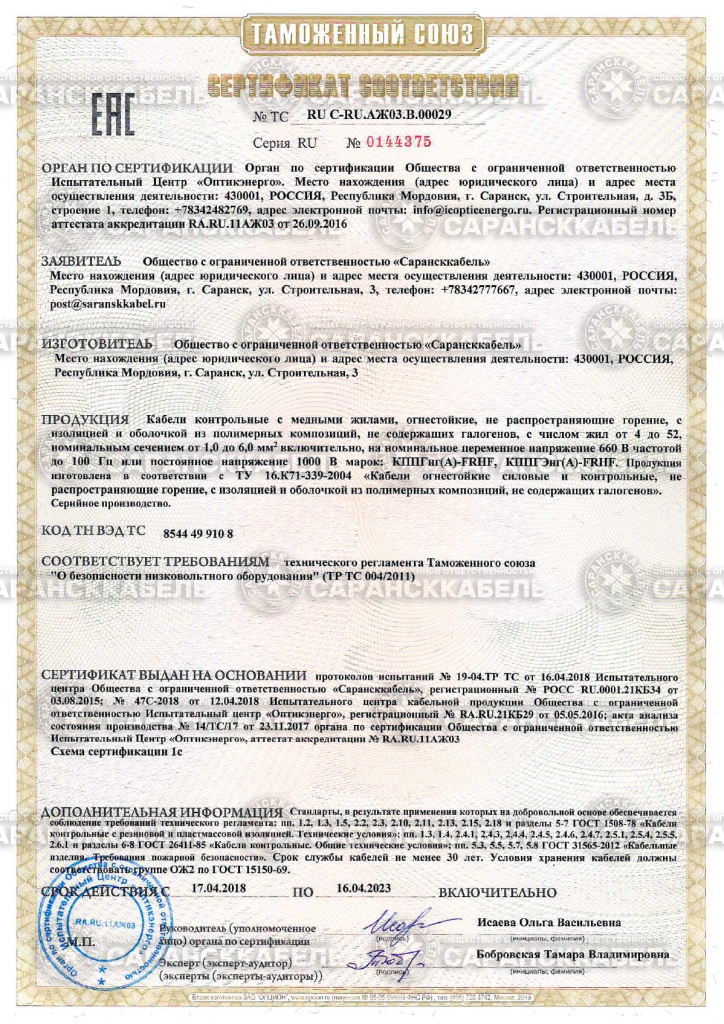 ТАМОЖЕННЫЙ СОЮЗ
СЕРТИФИКАТ СООТВЕТСТВИЯ
ЕАС
№ ТС RU C-RU.АЖ03.В.00029
Серия RU № 0144375
ОРГАН ПО СЕРТИФИКАЦИИ Орган по сертификации Общества с ограниченной ответственностью
Испытательный Центр «Оптикэнерго». Место нахождения (адрес юридического лица) и адрес места
осуществления деятельности: 430001, РОССИЯ, Республика Мордовия, г. Саранск, ул. Строительная, д. 3Б,
строение 1, телефон: +78342482769, адрес электронной почты: info@icopticenergo.ru. Регистрационный номер
аттестата аккредитации RA.RU.11АЖ03 от 26.09.2016
ЗАЯВИТЕЛЬ Общество с ограниченной ответственностью «Сарансккабель»
Место нахождения (адрес юридического лица) и адрес места осуществления деятельности: 430001, РОССИЯ,
Республика Мордовия, г. Саранск, ул. Строительная, 3, телефон: +78342777667, адрес электронной почты:
post@saranskkabel.ru
ИЗГОТОВИТЕЛЬ Общество с ограниченной ответственностью «Сарансккабель»
Место нахождения (адрес юридического лица) и адрес места осуществления деятельности: 430001, РОССИЯ,
Республика Мордовия, г. Саранск, ул. Строительная, 3
ПРОДУКЦИЯ Кабели контрольные с медными жилами, огнестойкие, не распространяющие горение, с
изоляцией и оболочкой из полимерных композиций, не содержащих галогенов, с числом жил от 4 до 52,
номинальным сечением от 1,0 до 6,0 мм² включительно, на номинальное переменное напряжение 660 В частотой
до 100 Гц или постоянное напряжение 1000 В марок: КППГнг(А)-FRHF, КППГЭнг(А)-FRHF. Продукция
изготовлена в соответствии с ТУ 16.К71-339-2004 «Кабели огнестойкие силовые и контрольные, не
распространяющие горение, с изоляцией и оболочкой из полимерных композиций, не содержащих галогенов».
Серийное производство.
КОД ТН ВЭД ТС 8544 49 910 8
СООТВЕТСТВУЕТ ТРЕБОВАНИЯМ технического регламента Таможенного союза
"О безопасности низковольтного оборудования" (ТР ТС 004/2011)
СЕРТИФИКАТ ВЫДАН НА ОСНОВАНИИ протоколов испытаний № 19-04.ТР ТС от 16.04.2018 Испытательного
центра Общества с ограниченной ответственностью «Сарансккабель», регистрационный № РОСС RU.0001.21КБ34 от
03.08.2015; № 47С-2018 от 12.04.2018 Испытательного центра кабельной продукции Общества с ограниченной
ответственностью Испытательный центр «Оптикэнерго», регистрационный № RA.RU.21КБ29 от 05.05.2016; акта анализа
состояния производства № 14/ТС/17 от 23.11.2017 органа по сертификации Общества с ограниченной ответственностью
Испытательный Центр «Оптикэнерго», аттестат аккредитации № RA.RU.11АЖ03
Схема сертификации 1с
ДОПОЛНИТЕЛЬНАЯ ИНФОРМАЦИЯ Стандарты, в результате применения которых на добровольной основе обеспечивается
соблюдение требований технического регламента: пп. 1.2, 1.3, 1.5, 2.2, 2.3, 2.10, 2.11, 2.13, 2.15, 2.18 и разделы 5-7 ГОСТ 1508-78 «Кабели
контрольные с резиновой и пластмассовой изоляцией. Технические условия»; пп. 1.3, 1.4, 2.4.1, 2.4.3, 2.4.4, 2.4.5, 2.4.6, 2.4.7, 2.5.1, 2.5.4, 2.5.5,
2.6.1 и разделы 6-8 ГОСТ 26411-85 «Кабели контрольные. Общие технические условия»; пп. 5.3, 5.5, 5.7, 5.8 ГОСТ 31565-2012 «Кабельные
изделия. Требования пожарной безопасности». Срок службы кабелей не менее 30 лет. Условия хранения кабелей должны
соответствовать группе ОЖ2 по ГОСТ 15150-69.
СРОК ДЕЙСТВИЯ С 17.04.2018 ПО 16.04.2023 ВКЛЮЧИТЕЛЬНО
М.П.
Руководитель (уполномоченное
лицо) органа по сертификации
(подпись)
Исаева Ольга Васильевна
(инициалы, фамилия)
Эксперт (эксперт-аудитор)
(эксперты (эксперты-аудиторы))
(подпись)
Бобровская Тамара Владимировна
(инициалы, фамилия)
RA.RU.11АЖ03
САРАНСККАБЕЛЬ